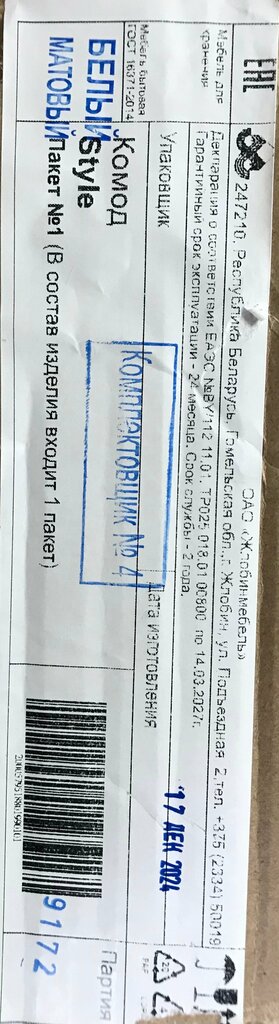 ОАО «Жлобинмебель»
247210, Республика Беларусь, Гомельская обл., г. Жлобин, ул. Подъездная 2, тел. +375 (2334) 50019
Мебель для хранения
Декларация о соответствии ЕАЭС №BY/112 11.01. ТР025 018.01 00800 по 14.03.2027г.
Гарантийный срок эксплуатации - 24 месяца. Срок службы - 2 года.
Мебель бытовая
ГОСТ 16371-2014
Упаковщик
КОМПЛЕКТОВЩИК № 4
Дата изготовления
17 ДЕК 2024
Партия
9172
Комод
Style
БЕЛЫЙ
МАТОВЫЙ
Пакет №1 (В состав изделия входит 1 пакет)